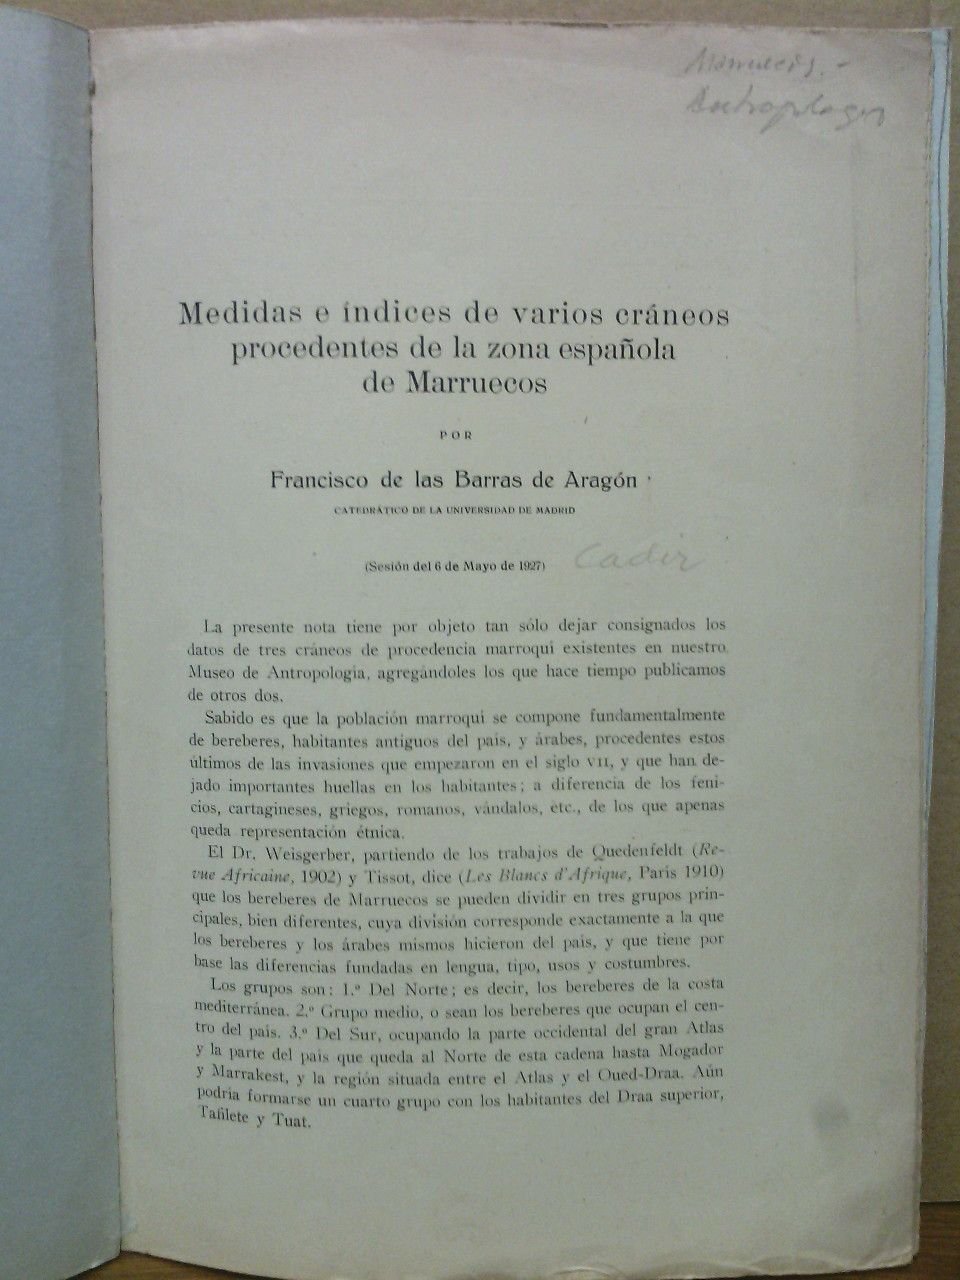 Marruecos.-
Antropología
Medidas e índices de varios cráneos
procedentes de la zona española
de Marruecos
POR
Francisco de las Barras de Aragón
CATEDRÁTICO DE LA UNIVERSIDAD DE MADRID
(Sesión del 6 de Mayo de 1927)
La presente nota tiene por objeto tan sólo dejar consignados los
datos de tres cráneos de procedencia marroquí existentes en nuestro
Museo de Antropología, agregándoles los que hace tiempo publicamos
de otros dos.
Sabido es que la población marroquí se compone fundamentalmente
de bereberes, habitantes antiguos del país, y árabes, procedentes estos
últimos de las invasiones que empezaron en el siglo VII, y que han de-
jado importantes huellas en los habitantes; a diferencia de los feni-
cios, cartagineses, griegos, romanos, vándalos, etc., de los que apenas
queda representación étnica.
El Dr. Weisgerber, partiendo de los trabajos de Quedenfeldt (Re-
vue Africaine, 1902) y Tissot, dice (Les Blancs d'Afrique, París 1910)
que los bereberes de Marruecos se pueden dividir en tres grupos prin-
cipales, bien diferentes, cuya división corresponde exactamente a la que
los bereberes y los árabes mismos hicieron del país, y que tiene por
base las diferencias fundadas en lengua, tipo, usos y costumbres.
Los grupos son: 1.º Del Norte; es decir, los bereberes de la costa
mediterránea. 2.º Grupo medio, o sean los bereberes que ocupan el cen-
tro del país. 3.º Del Sur, ocupando la parte occidental del gran Atlas
y la parte del país que queda al Norte de esta cadena hasta Mogador
y Marrakest, y la región situada entre el Atlas y el Oued-Draa. Aún
podría formarse un cuarto grupo con los habitantes del Draa superior,
Tafilete y Tuat.